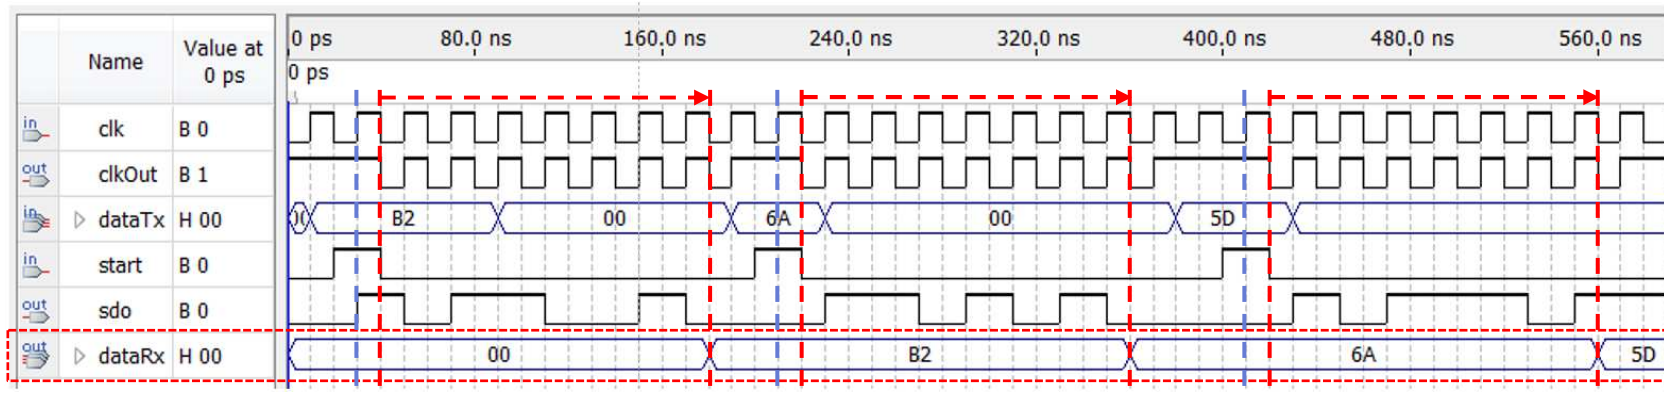 Name Value at 0 ps 0 ps 80.0 ns 160.0 ns 240.0 ns 320.0 ns 400.0 ns 480.0 ns 560.0 ns
0 ps
in clk B 0
out clkOut B 1
in dataTx H 00 00 B2 00 6A 00 5D
in start B 0
out sdo B 0
out dataRx H 00 00 B2 6A 5D